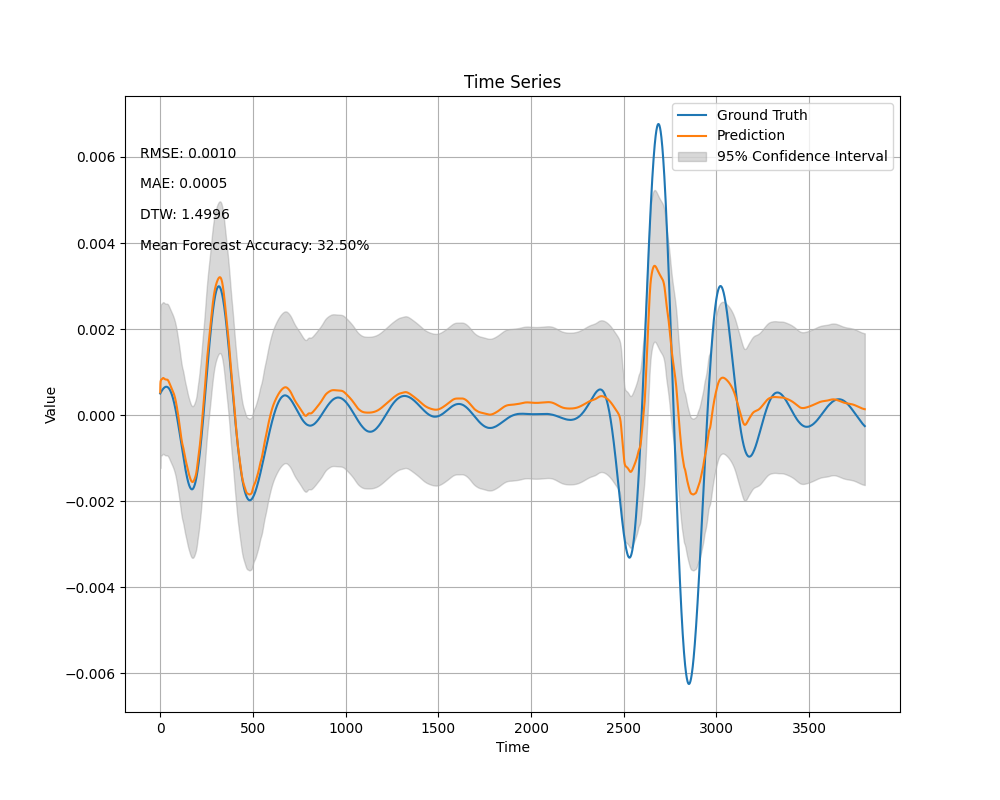 Time Series
Ground Truth
Prediction
95% Confidence Interval
RMSE: 0.0010
MAE: 0.0005
DTW: 1.4996
Mean Forecast Accuracy: 32.50%
Value
0.006
0.004
0.002
0.000
−0.002
−0.004
−0.006
0 500 1000 1500 2000 2500 3000 3500
Time